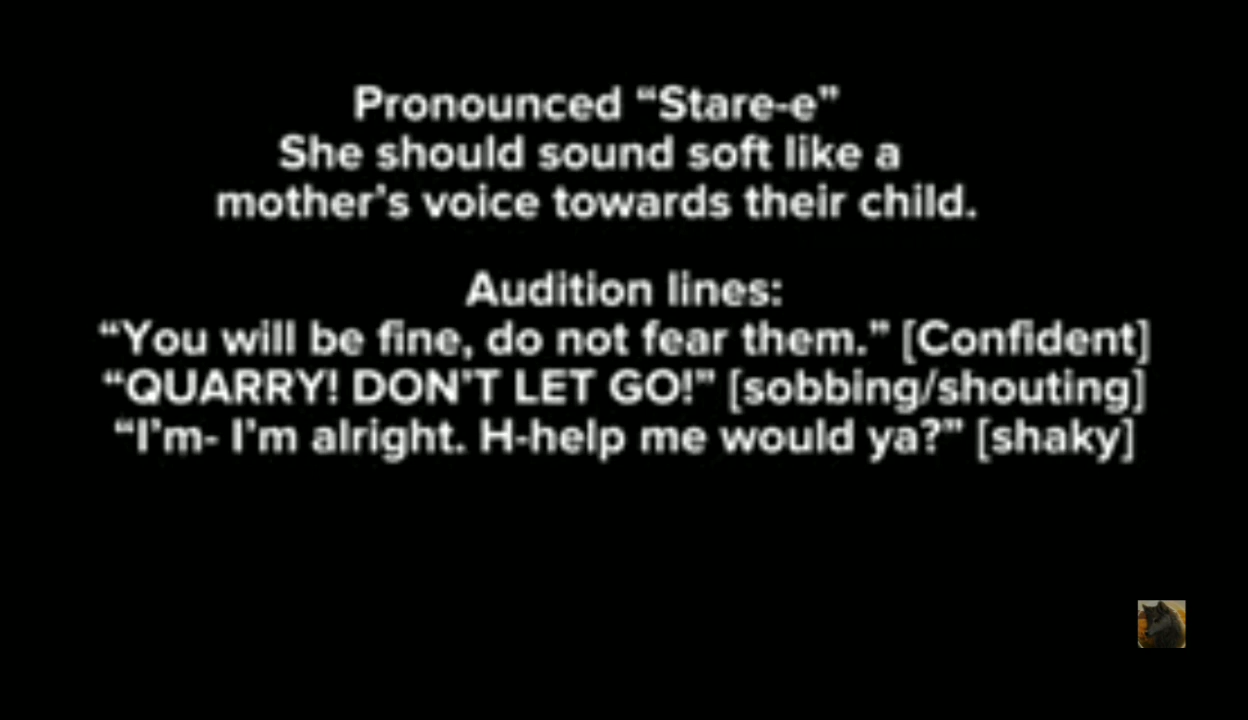 Pronounced “Stare-e”
She should sound soft like a
mother’s voice towards their child.
Audition lines:
“You will be fine, do not fear them.” [Confident]
“QUARRY! DON’T LET GO!” [sobbing/shouting]
“I’m- I’m alright. H-help me would ya?” [shaky]